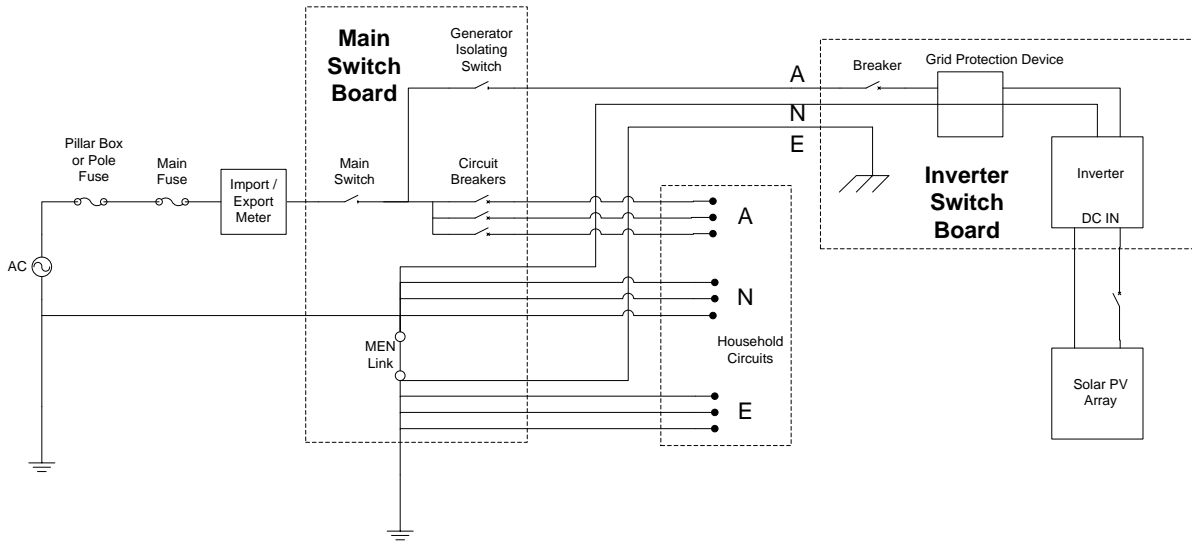 Main
Switch
Board
Generator
Isolating
Switch
A
N
E
Breaker
Grid Protection Device
Pillar Box
or Pole
Fuse
Main
Fuse
Import /
Export
Meter
Main
Switch
Circuit
Breakers
Inverter
DC IN
Inverter
Switch
Board
A
AC
N
MEN
Link
Household
Circuits
E
Solar PV
Array